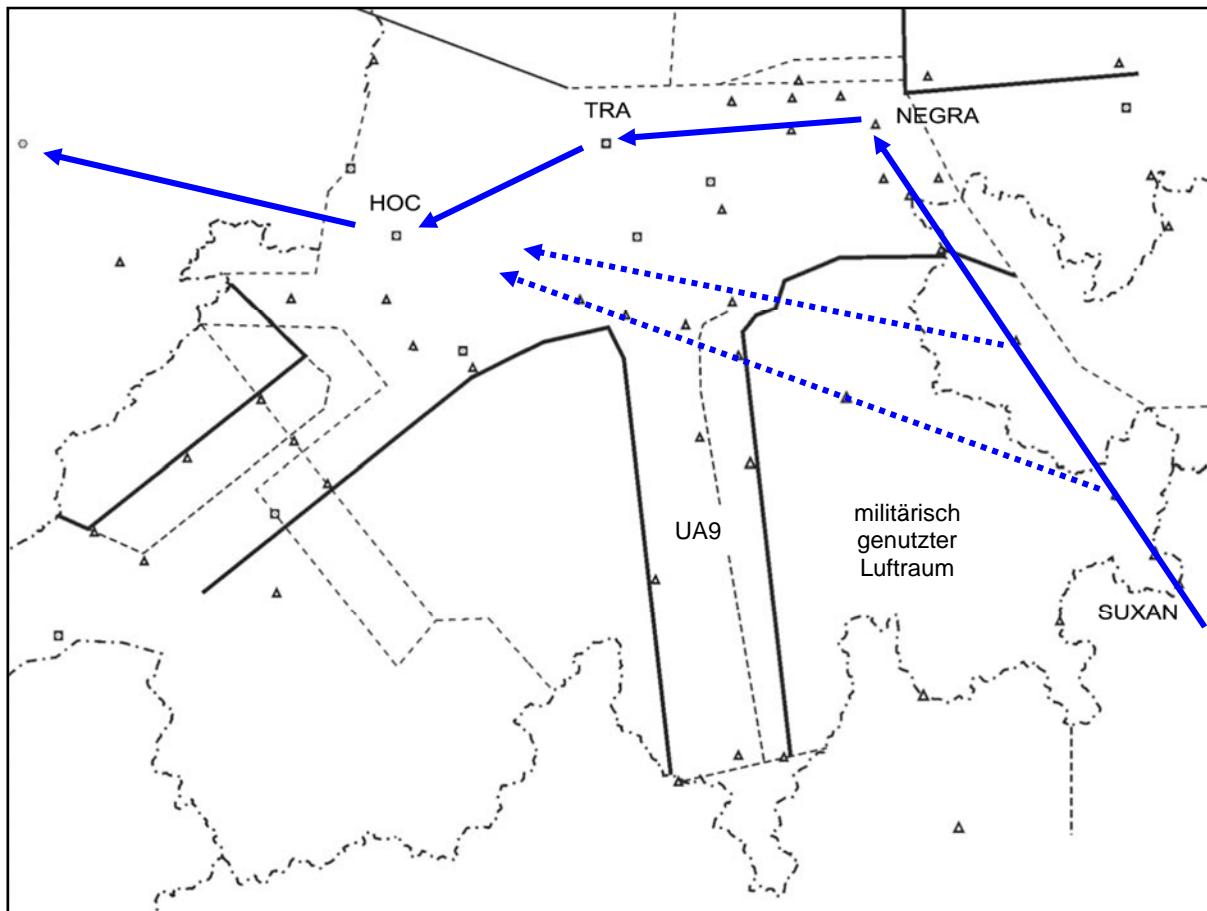 TRA
NEGRA
HOC
UA9
militärisch
genutzter
Luftraum
SUXAN